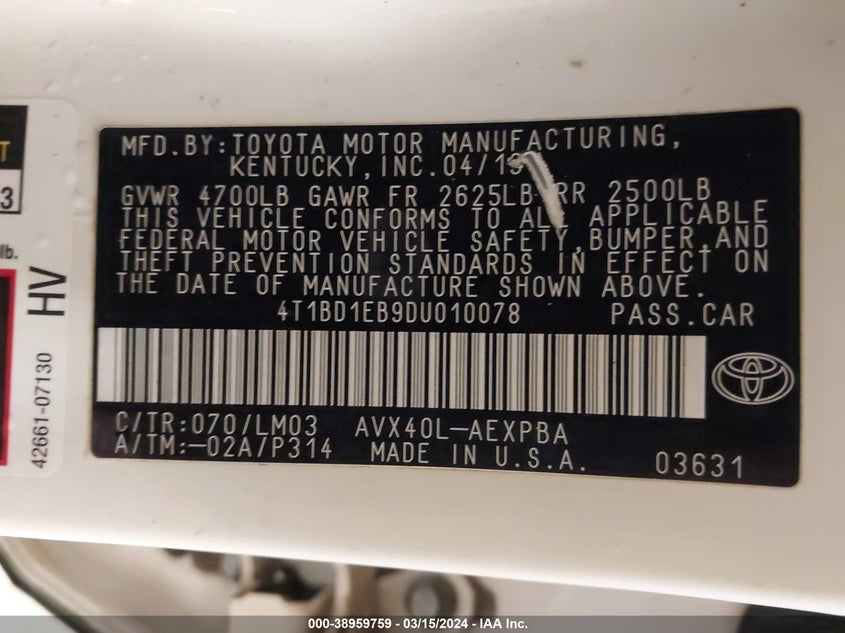 MFD.BY:TOYOTA MOTOR MANUFACTURING,
KENTUCKY,INC.04/13
GVWR 4700LB GAWR FR 2625LB RR 2500LB
THIS VEHICLE CONFORMS TO ALL APPLICABLE
FEDERAL MOTOR VEHICLE SAFETY,BUMPER,AND
THEFT PREVENTION STANDARDS IN EFFECT ON
THE DATE OF MANUFACTURE SHOWN ABOVE.
4T1BD1EB9DU010078 PASS.CAR
C/TR:070/LM03 AVX40L-AEXPBA
A/TM:-02A/P314 MADE IN U.S.A. 03631
T
3
lb.
HV
42661-07130
000-38959759 - 03/15/2024 - IAA Inc.